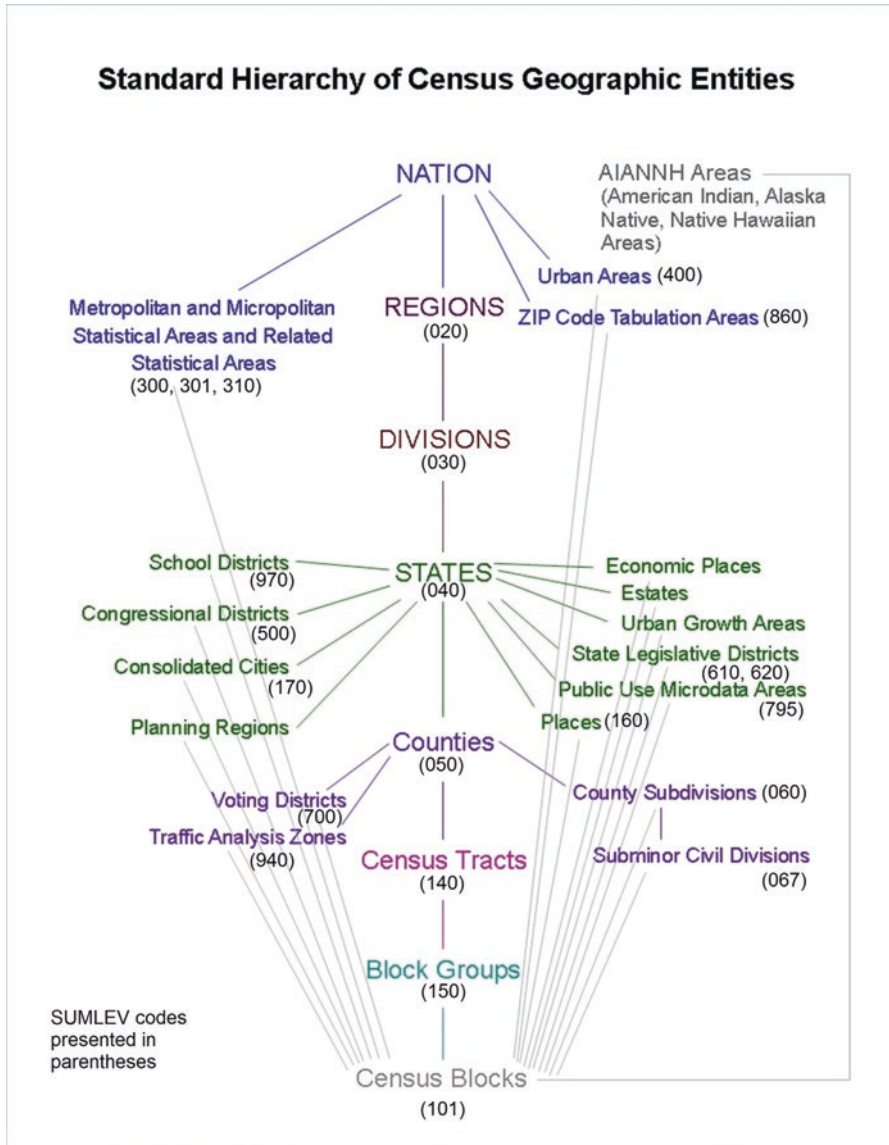 Standard Hierarchy of Census Geographic Entities
NATION
AIANNH Areas
(American Indian, Alaska
Native, Native Hawaiian
Areas)
Urban Areas (400)
ZIP Code Tabulation Areas (860)
Metropolitan and Micropolitan
Statistical Areas and Related
Statistical Areas
(300, 301, 310)
REGIONS
(020)
DIVISIONS
(030)
STATES
(040)
School Districts
(970)
Congressional Districts
(500)
Consolidated Cities
(170)
Planning Regions
Economic Places
Estates
Urban Growth Areas
State Legislative Districts
(610, 620)
Public Use Microdata Areas
(795)
Places (160)
Counties
(050)
Voting Districts
(700)
Traffic Analysis Zones
(940)
County Subdivisions (060)
Subminor Civil Divisions
(067)
Census Tracts
(140)
Block Groups
(150)
SUMLEV codes
presented in
parentheses
Census Blocks
(101)